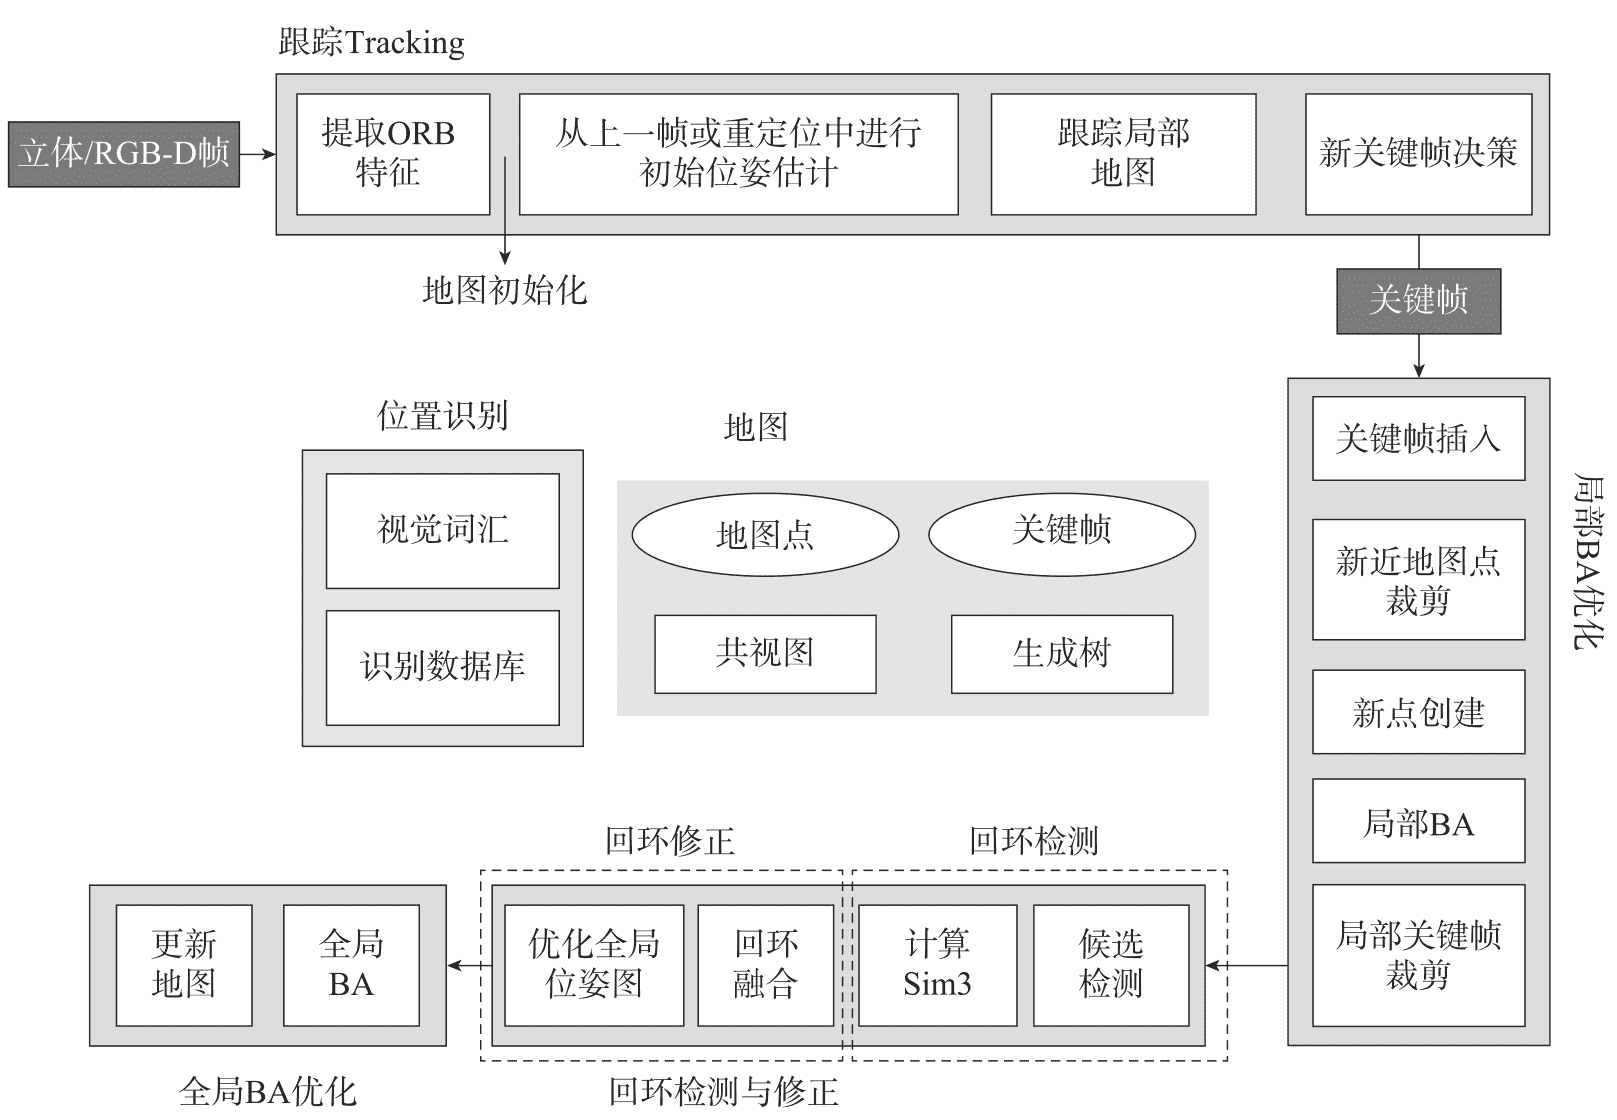 跟踪Tracking
立体/RGB-D帧
提取ORB
特征
从上一帧或重定位中进行
初始位姿估计
跟踪局部
地图
新关键帧决策
地图初始化
关键帧
位置识别
视觉词汇
识别数据库
地图
地图点
关键帧
共视图
生成树
关键帧插入
新近地图点
裁剪
新点创建
局部BA
局部关键帧
裁剪
局部BA优化
回环修正
回环检测
更新
地图
全局
BA
优化全局
位姿图
回环
融合
计算
Sim3
候选
检测
全局BA优化
回环检测与修正